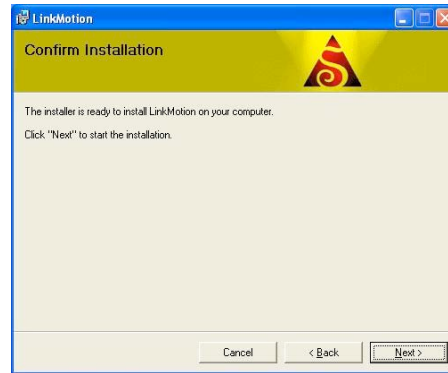 LinkMotion
Confirm Installation
The installer is ready to install LinkMotion on your computer.
Click "Next" to start the installation.
Cancel
< Back
Next >